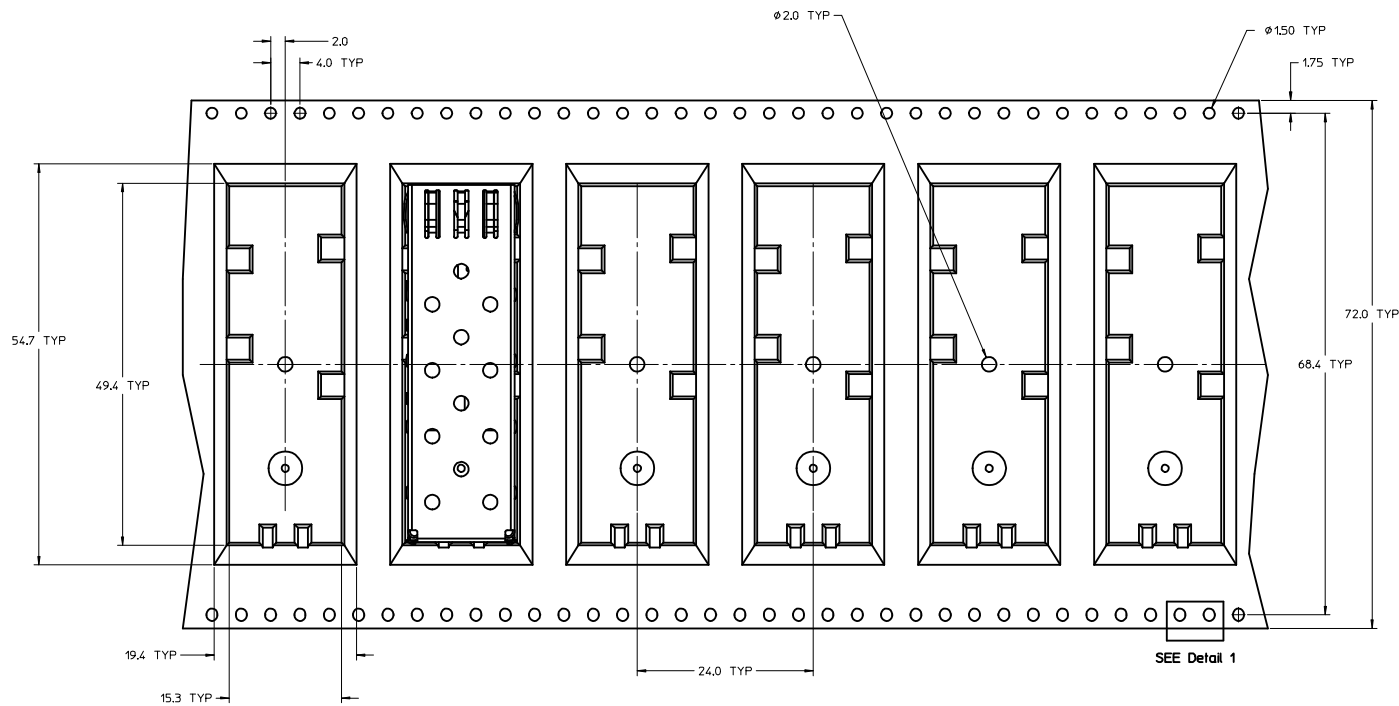 ø2.0 TYP
ø1.50 TYP
2.0
4.0 TYP
1.75 TYP
72.0 TYP
54.7 TYP
68.4 TYP
49.4 TYP
19.4 TYP
SEE Detail 1
24.0 TYP
15.3 TYP